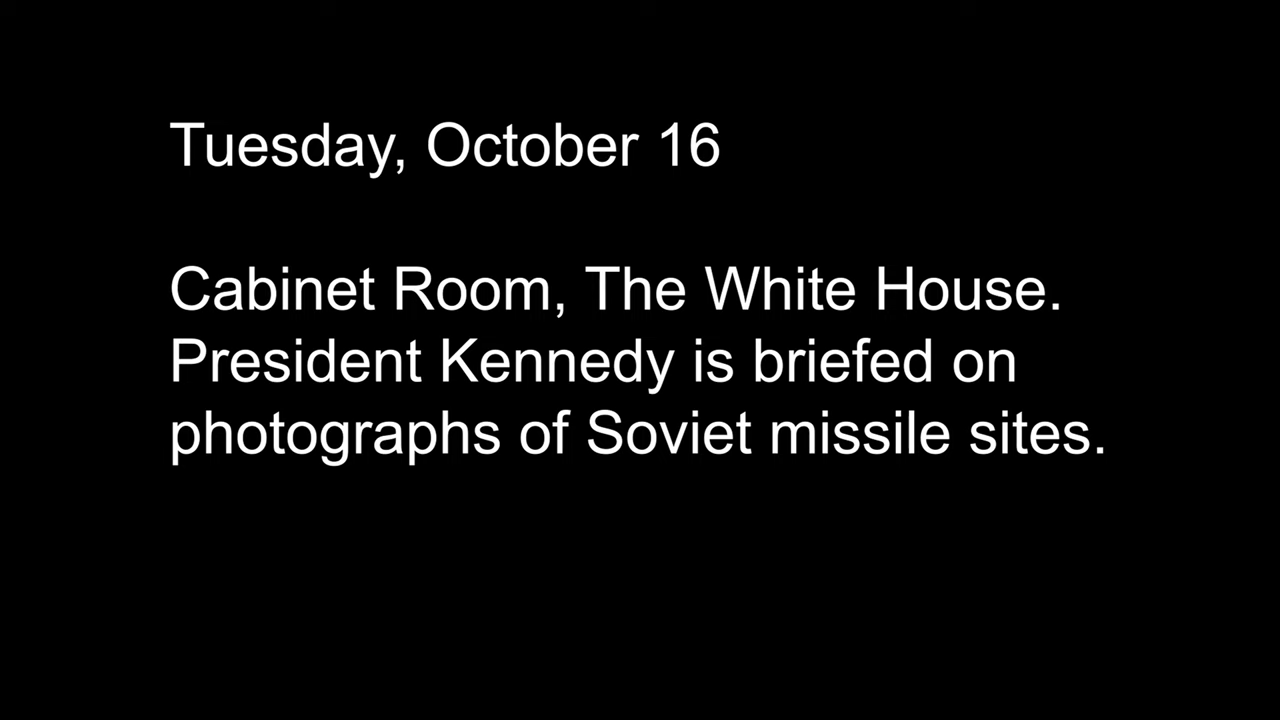 Tuesday, October 16
Cabinet Room, The White House.
President Kennedy is briefed on
photographs of Soviet missile sites.